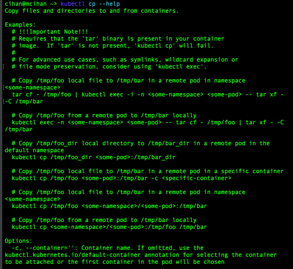 cihan@mcihan ~> kubectl cp --help
Copy files and directories to and from containers.

Examples:
  # !!!Important Note!!!
  # Requires that the 'tar' binary is present in your container
  # image.  If 'tar' is not present, 'kubectl cp' will fail.
  #
  # For advanced use cases, such as symlinks, wildcard expansion or
  # file mode preservation, consider using 'kubectl exec'.

  # Copy /tmp/foo local file to /tmp/bar in a remote pod in namespace
<some-namespace>
  tar cf - /tmp/foo | kubectl exec -i -n <some-namespace> <some-pod> -- tar xf -
-C /tmp/bar

  # Copy /tmp/foo from a remote pod to /tmp/bar locally
  kubectl exec -n <some-namespace> <some-pod> -- tar cf - /tmp/foo | tar xf -
-C /tmp/bar

  # Copy /tmp/foo_dir local directory to /tmp/bar_dir in a remote pod in the
default namespace
  kubectl cp /tmp/foo_dir <some-pod>:/tmp/bar_dir

  # Copy /tmp/foo local file to /tmp/bar in a remote pod in a specific container
  kubectl cp /tmp/foo <some-pod>:/tmp/bar -c <specific-container>

  # Copy /tmp/foo local file to /tmp/bar in a remote pod in namespace
<some-namespace>
  kubectl cp /tmp/foo <some-namespace>/<some-pod>:/tmp/bar

  # Copy /tmp/foo from a remote pod to /tmp/bar locally
  kubectl cp <some-namespace>/<some-pod>:/tmp/foo /tmp/bar

Options:
  -c, --container='': Container name. If omitted, use the
kubectl.kubernetes.io/default-container annotation for selecting the container
to be attached or the first container in the pod will be chosen